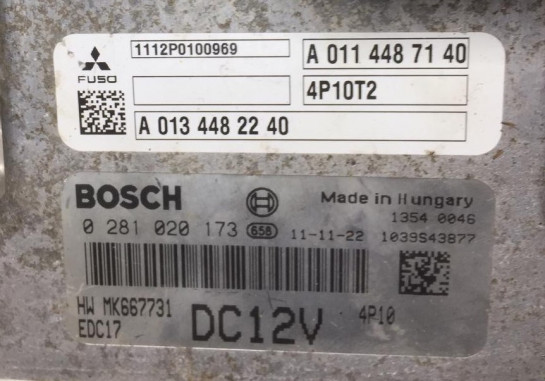 1112P0100969
A 011 448 71 40
FUSO
4P10T2
A 013 448 22 40
BOSCH
Made in Hungary
1354 0046
0 281 020 173 658 11-11-22 1039S43877
HW MK667731
EDC17
DC12V
4P10